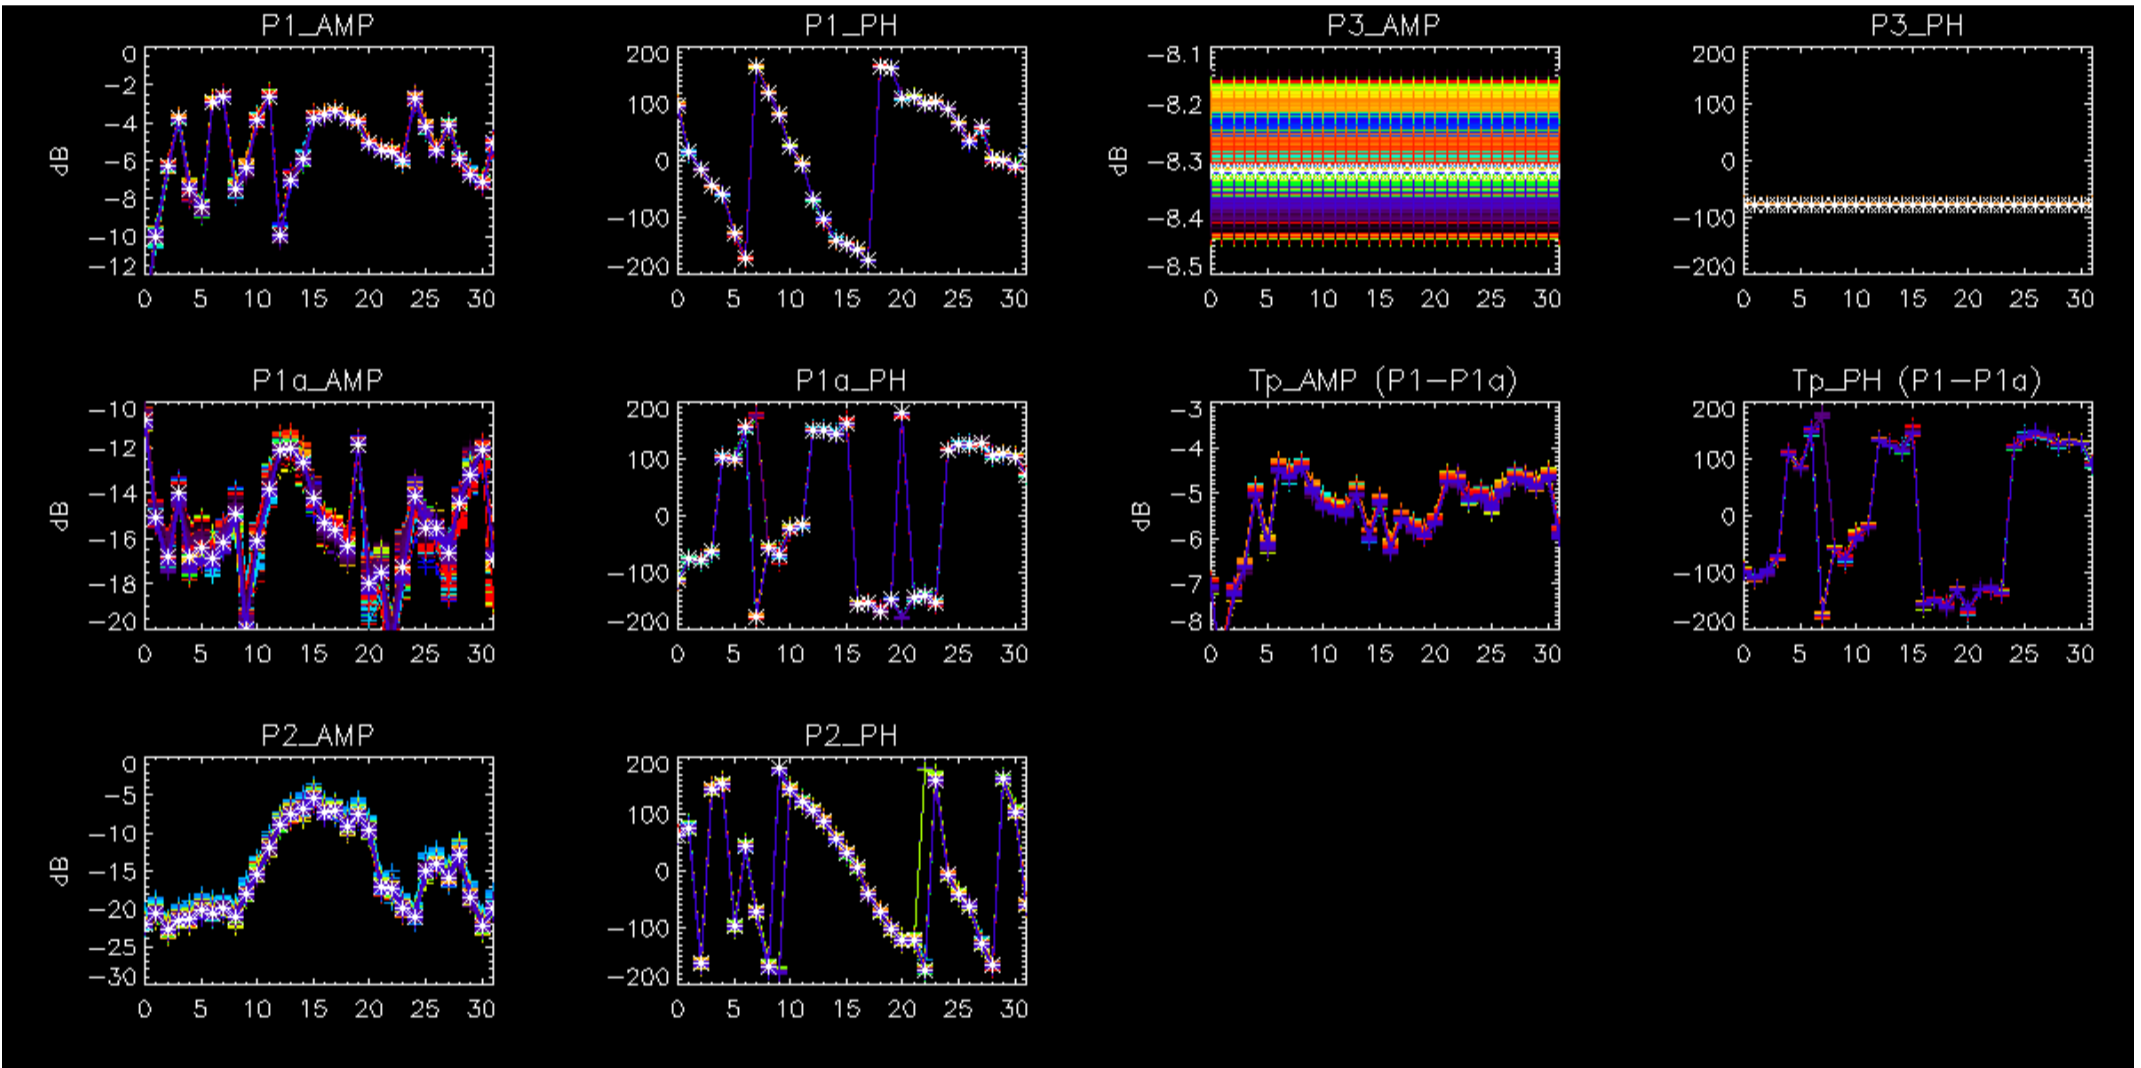 P1_AMP
0
−2
−4
−6
−8
−10
−12
dB
0 5 10 15 20 25 30
P1_PH
200
100
0
−100
−200
0 5 10 15 20 25 30
P3_AMP
−8.1
−8.2
−8.3
−8.4
−8.5
dB
0 5 10 15 20 25 30
P3_PH
200
100
0
−100
−200
0 5 10 15 20 25 30
P1a_AMP
−10
−12
−14
−16
−18
−20
dB
0 5 10 15 20 25 30
P1a_PH
200
100
0
−100
−200
0 5 10 15 20 25 30
Tp_AMP (P1−P1a)
−3
−4
−5
−6
−7
−8
dB
0 5 10 15 20 25 30
Tp_PH (P1−P1a)
200
100
0
−100
−200
0 5 10 15 20 25 30
P2_AMP
0
−5
−10
−15
−20
−25
−30
dB
0 5 10 15 20 25 30
P2_PH
200
100
0
−100
−200
0 5 10 15 20 25 30